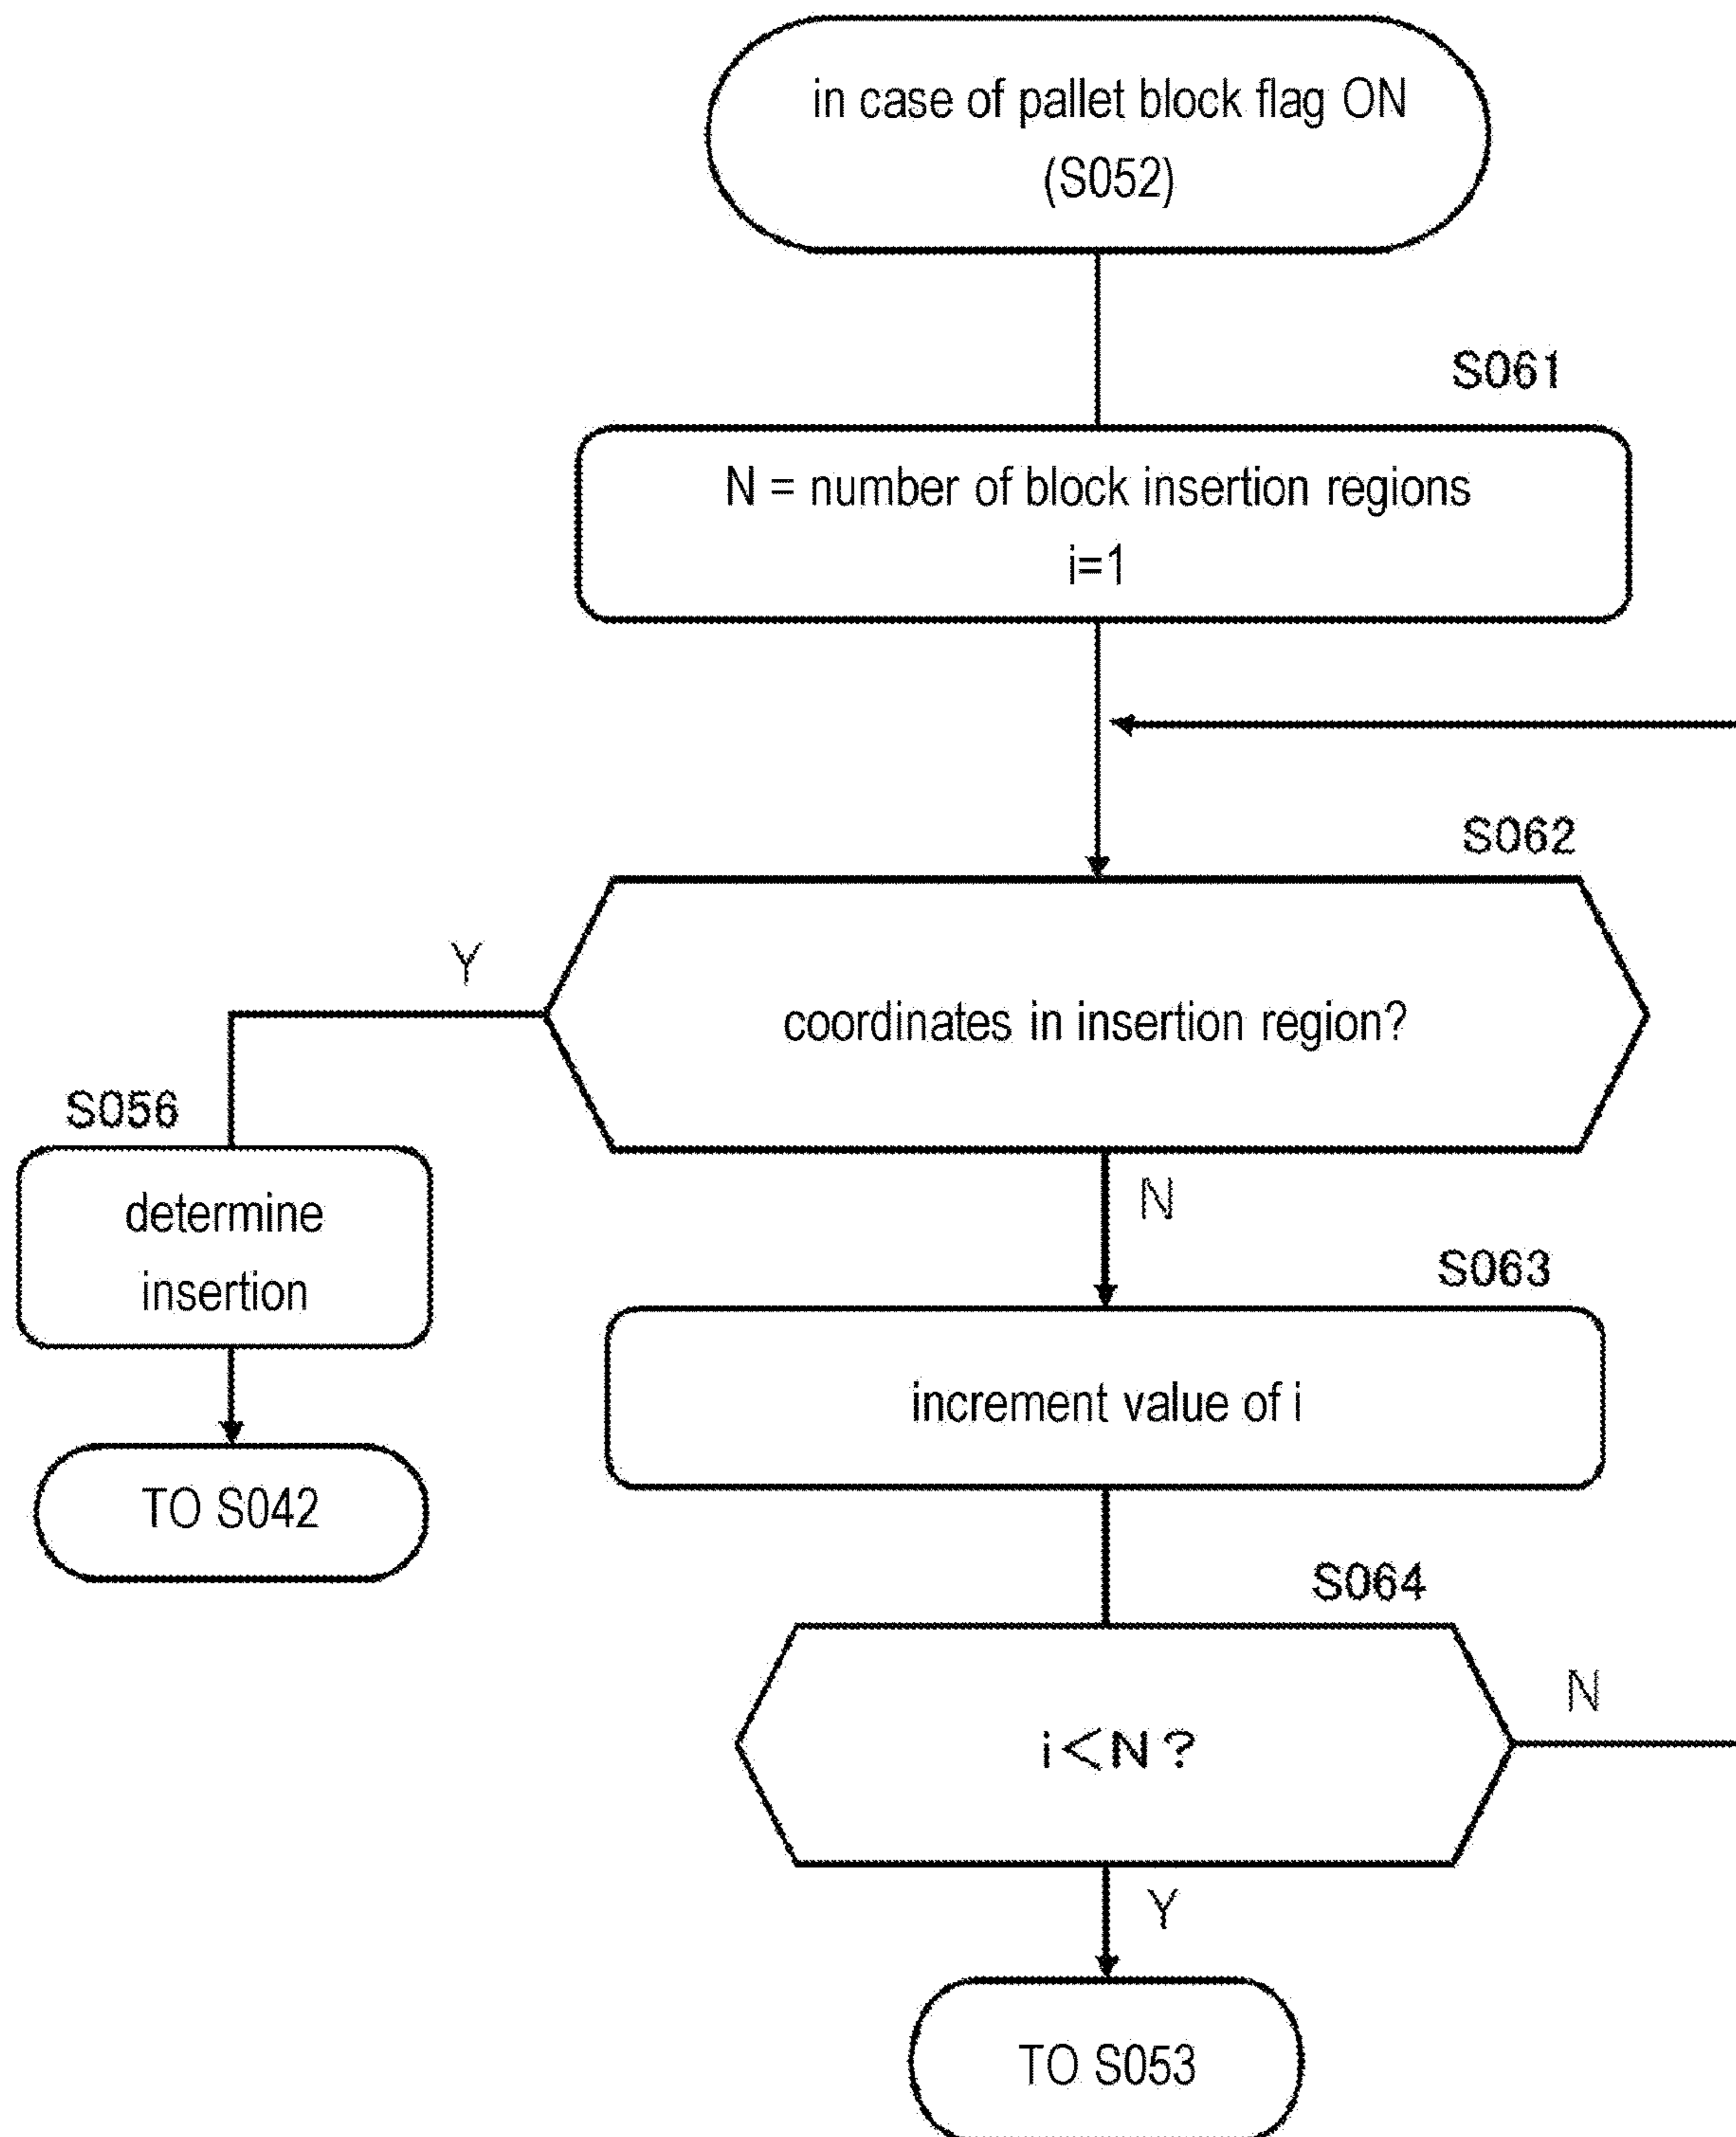 in case of pallet block flag ON
(S052)
S061
N = number of block insertion regions
i=1
S062
Y
coordinates in insertion region?
S056
determine
insertion
N
S063
increment value of i
TO S042
S064
i<N?
N
Y
TO S053